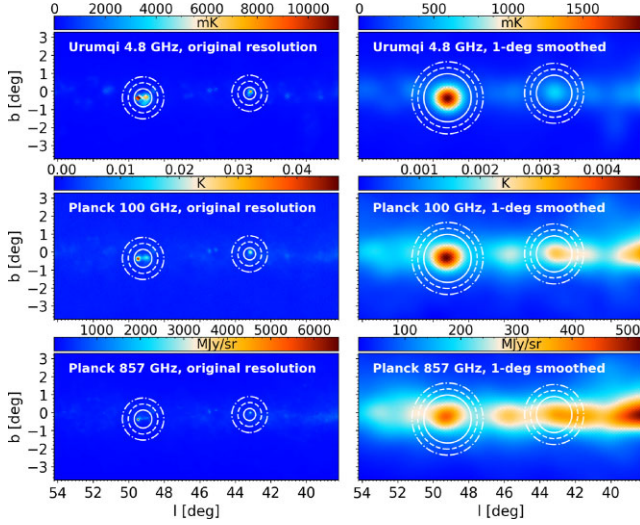 2000 4000 6000 8000 10000 500 1000 1500
mK mK
Urumqi 4.8 GHz, original resolution Urumqi 4.8 GHz, 1-deg smoothed
b [deg]
3
2
1
0
−1
−2
−3
0.00 0.01 0.02 0.03 0.04 0.001 0.002 0.003 0.004
K K
Planck 100 GHz, original resolution Planck 100 GHz, 1-deg smoothed
b [deg]
3
2
1
0
−1
−2
−3
1000 2000 3000 4000 5000 6000 100 200 300 400
MJy/sr MJy/sr
Planck 857 GHz, original resolution Planck 857 GHz, 1-deg smoothed
b [deg]
3
2
1
0
−1
−2
−3
54 52 50 48 46 44 42 40 54 52 50 48 46 44 42 40
l [deg] l [deg]